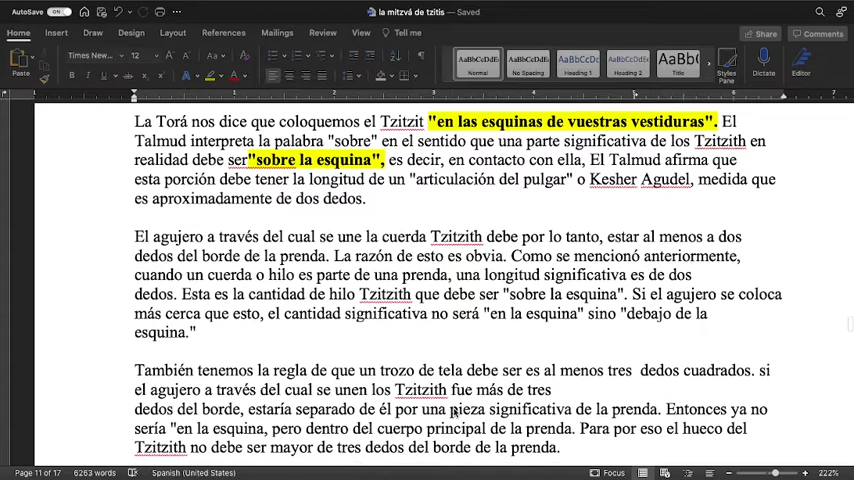 AutoSave ON la mitzvá de tzitis — Saved
Home Insert Draw Design Layout References Mailings Review View Tell me Share Comments
Paste Times New... 12 Normal No Spacing Heading 1 Heading 2 Title Styles Pane Dictate Editor
La Torá nos dice que coloquemos el Tzitzit "en las esquinas de vuestras vestiduras". El
Talmud interpreta la palabra "sobre" en el sentido que una parte significativa de los Tzitzith en
realidad debe ser"sobre la esquina", es decir, en contacto con ella, El Talmud afirma que
esta porción debe tener la longitud de un "articulación del pulgar" o Kesher Agudel, medida que
es aproximadamente de dos dedos.
El agujero a través del cual se une la cuerda Tzitzith debe por lo tanto, estar al menos a dos
dedos del borde de la prenda. La razón de esto es obvia. Como se mencionó anteriormente,
cuando un cuerda o hilo es parte de una prenda, una longitud significativa es de dos
dedos. Esta es la cantidad de hilo Tzitzith que debe ser "sobre la esquina". Si el agujero se coloca
más cerca que esto, el cantidad significativa no será "en la esquina" sino "debajo de la
esquina."
También tenemos la regla de que un trozo de tela debe ser es al menos tres dedos cuadrados. si
el agujero a través del cual se unen los Tzitzith fue más de tres
dedos del borde, estaría separado de él por una pieza significativa de la prenda. Entonces ya no
sería "en la esquina, pero dentro del cuerpo principal de la prenda. Para por eso el hueco del
Tzitzith no debe ser mayor de tres dedos del borde de la prenda.
Page 11 of 17 6263 words Spanish (United States) Focus 222%